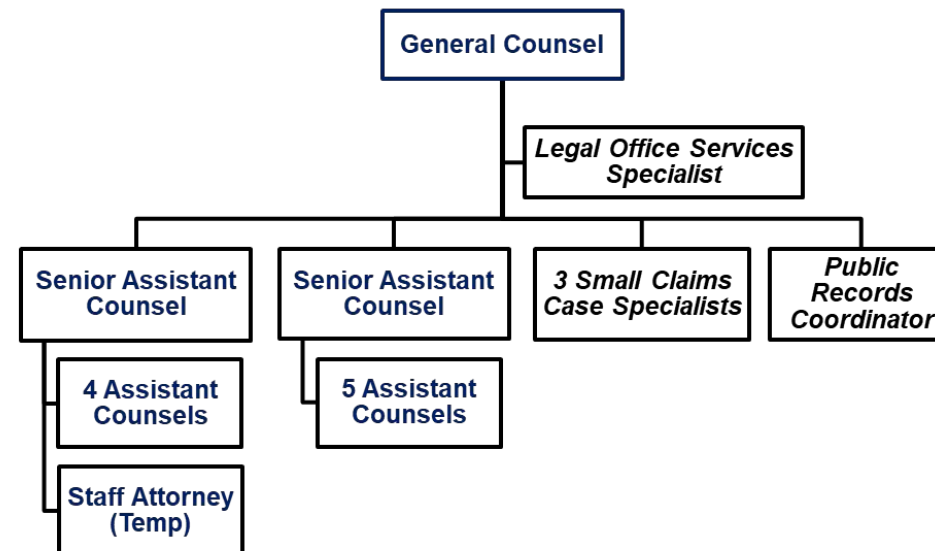 General Counsel
Legal Office Services
Specialist
Senior Assistant
Counsel
Senior Assistant
Counsel
3 Small Claims
Case Specialists
Public
Records
Coordinator
4 Assistant
Counsels
5 Assistant
Counsels
Staff Attorney
(Temp)